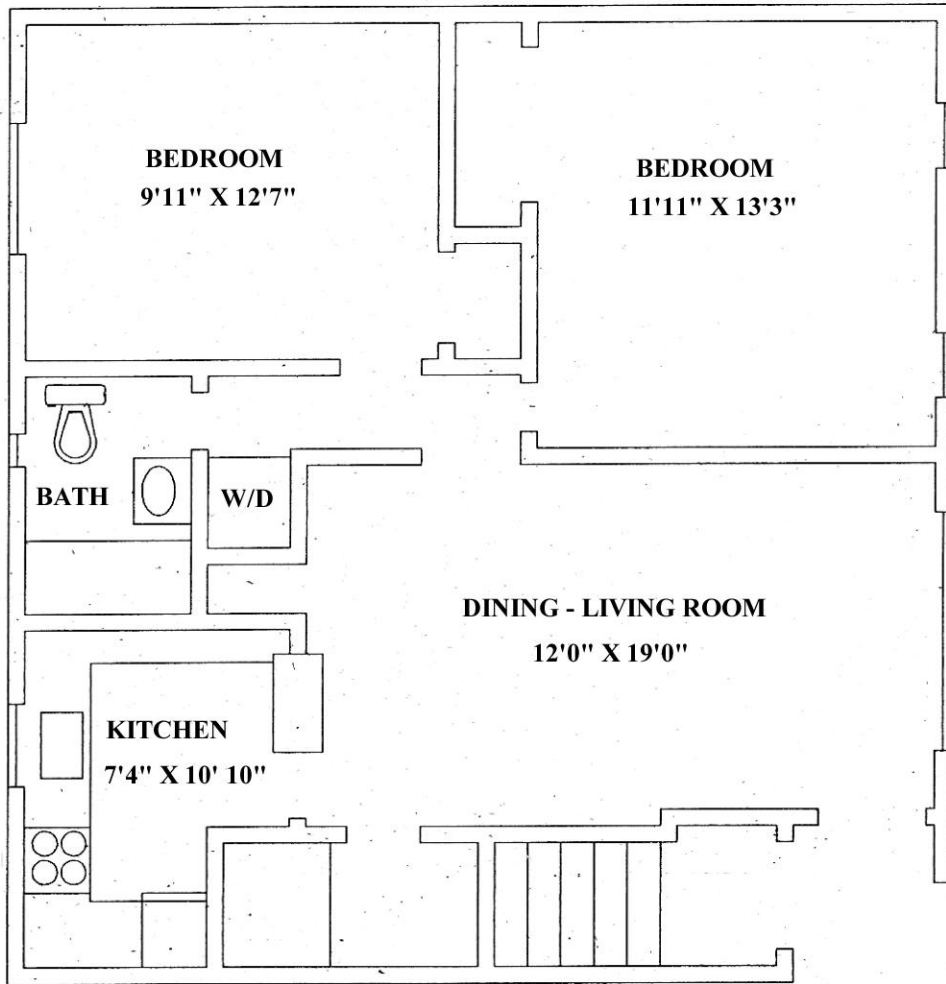 BEDROOM
9'11" X 12'7"
BEDROOM
11'11" X 13'3"
BATH
W/D
DINING - LIVING ROOM
12'0" X 19'0"
KITCHEN
7'4" X 10' 10"